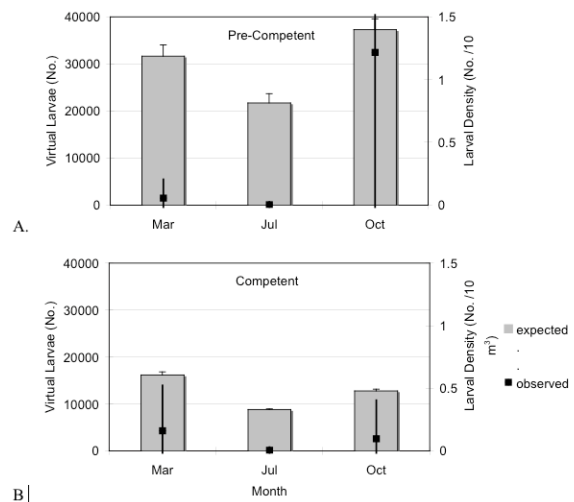 Pre-Competent
Virtual Larvae (No.)
40000
30000
20000
10000
0
1.5
1
0.5
0
Larval Density (No. /10
Mar Jul Oct
A.
Competent
Virtual Larvae (No.)
40000
30000
20000
10000
0
1.5
1
0.5
0
Larval Density (No. /10
m³)
expected
observed
Mar Jul Oct
Month
B